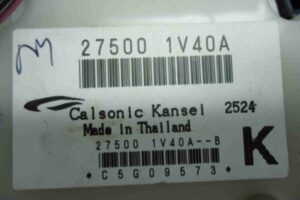 27500 1V40A
Calsonic Kansei 2524
Made in Thailand
27500 1V40A--B
K
* C5G09573 *